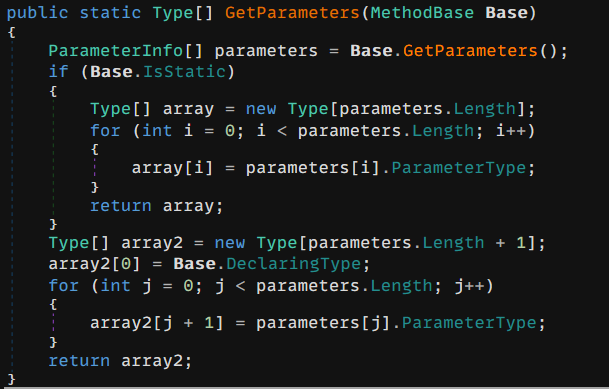 public static Type[] GetParameters(MethodBase Base)
{
    ParameterInfo[] parameters = Base.GetParameters();
    if (Base.IsStatic)
    {
        Type[] array = new Type[parameters.Length];
        for (int i = 0; i < parameters.Length; i++)
        {
            array[i] = parameters[i].ParameterType;
        }
        return array;
    }
    Type[] array2 = new Type[parameters.Length + 1];
    array2[0] = Base.DeclaringType;
    for (int j = 0; j < parameters.Length; j++)
    {
        array2[j + 1] = parameters[j].ParameterType;
    }
    return array2;
}